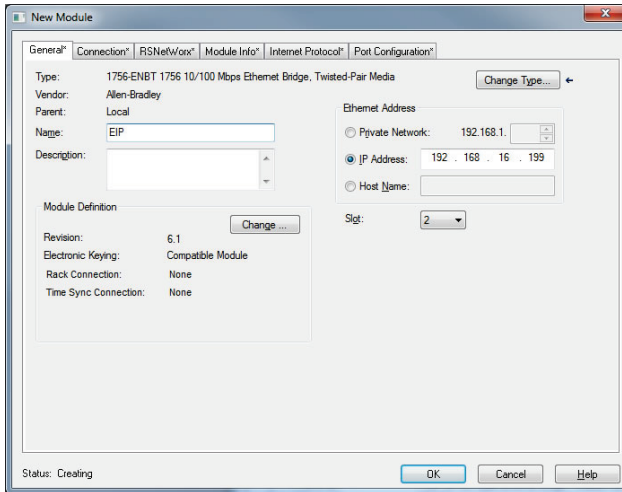 New Module
General* Connection* RSNetWorx* Module Info* Internet Protocol* Port Configuration*
Type: 1756-ENBT 1756 10/100 Mbps Ethernet Bridge, Twisted-Pair Media
Change Type...
Vendor: Allen-Bradley
Parent: Local
Name: EIP
Description:
Ethernet Address
Private Network: 192.168.1.
IP Address: 192 . 168 . 16 . 199
Host Name:
Slot: 2
Module Definition
Change ...
Revision: 6.1
Electronic Keying: Compatible Module
Rack Connection: None
Time Sync Connection: None
Status: Creating
OK Cancel Help